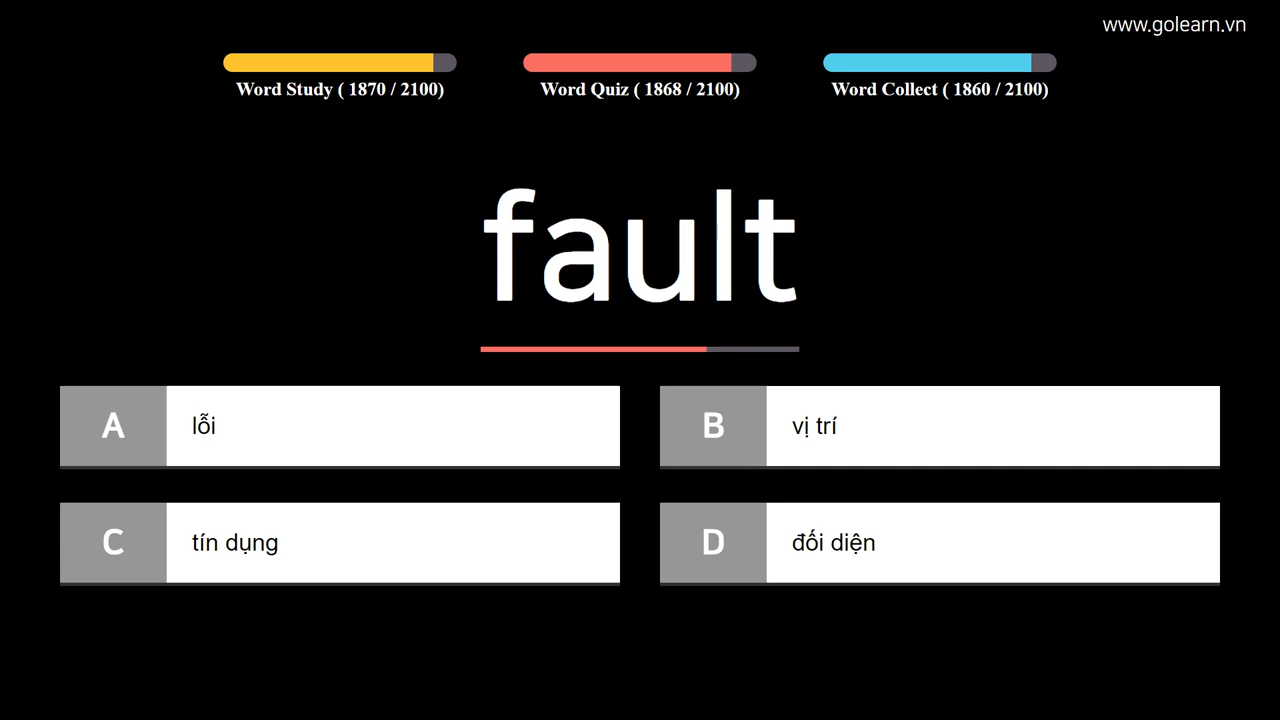 www.golearn.vn
Word Study ( 1870 / 2100)
Word Quiz ( 1868 / 2100)
Word Collect ( 1860 / 2100)
fault
A lỗi
B vị trí
C tín dụng
D đối diện